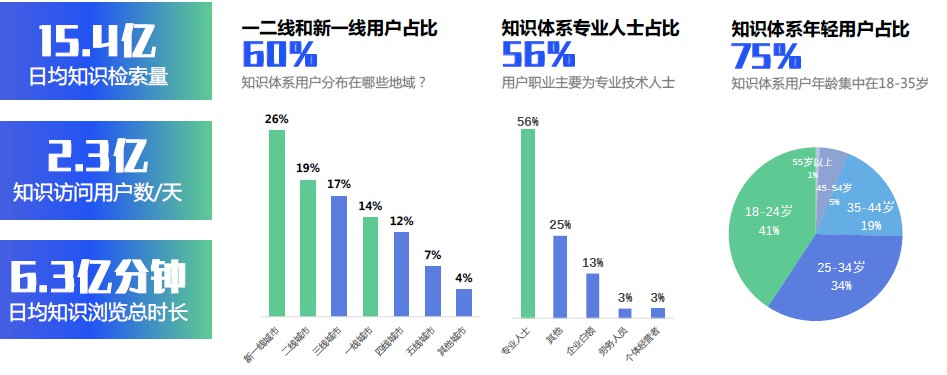 15.4亿
日均知识检索量
2.3亿
知识访问用户数/天
6.3亿分钟
日均知识浏览总时长
一二线和新一线用户占比
60%
知识体系用户分布在哪些地域？
26%
19%
17%
14%
12%
7%
4%
新一线城市
二线城市
三线城市
一线城市
四线城市
五线城市
其他城市
知识体系专业人士占比
56%
用户职业主要为专业技术人士
56%
25%
13%
3%
3%
专业人士
其他
企业白领
劳务人员
个体经营者
知识体系年轻用户占比
75%
知识体系用户年龄集中在18-35岁
55岁以上
1%
45-54岁
5%
35-44岁
19%
18-24岁
41%
25-34岁
34%